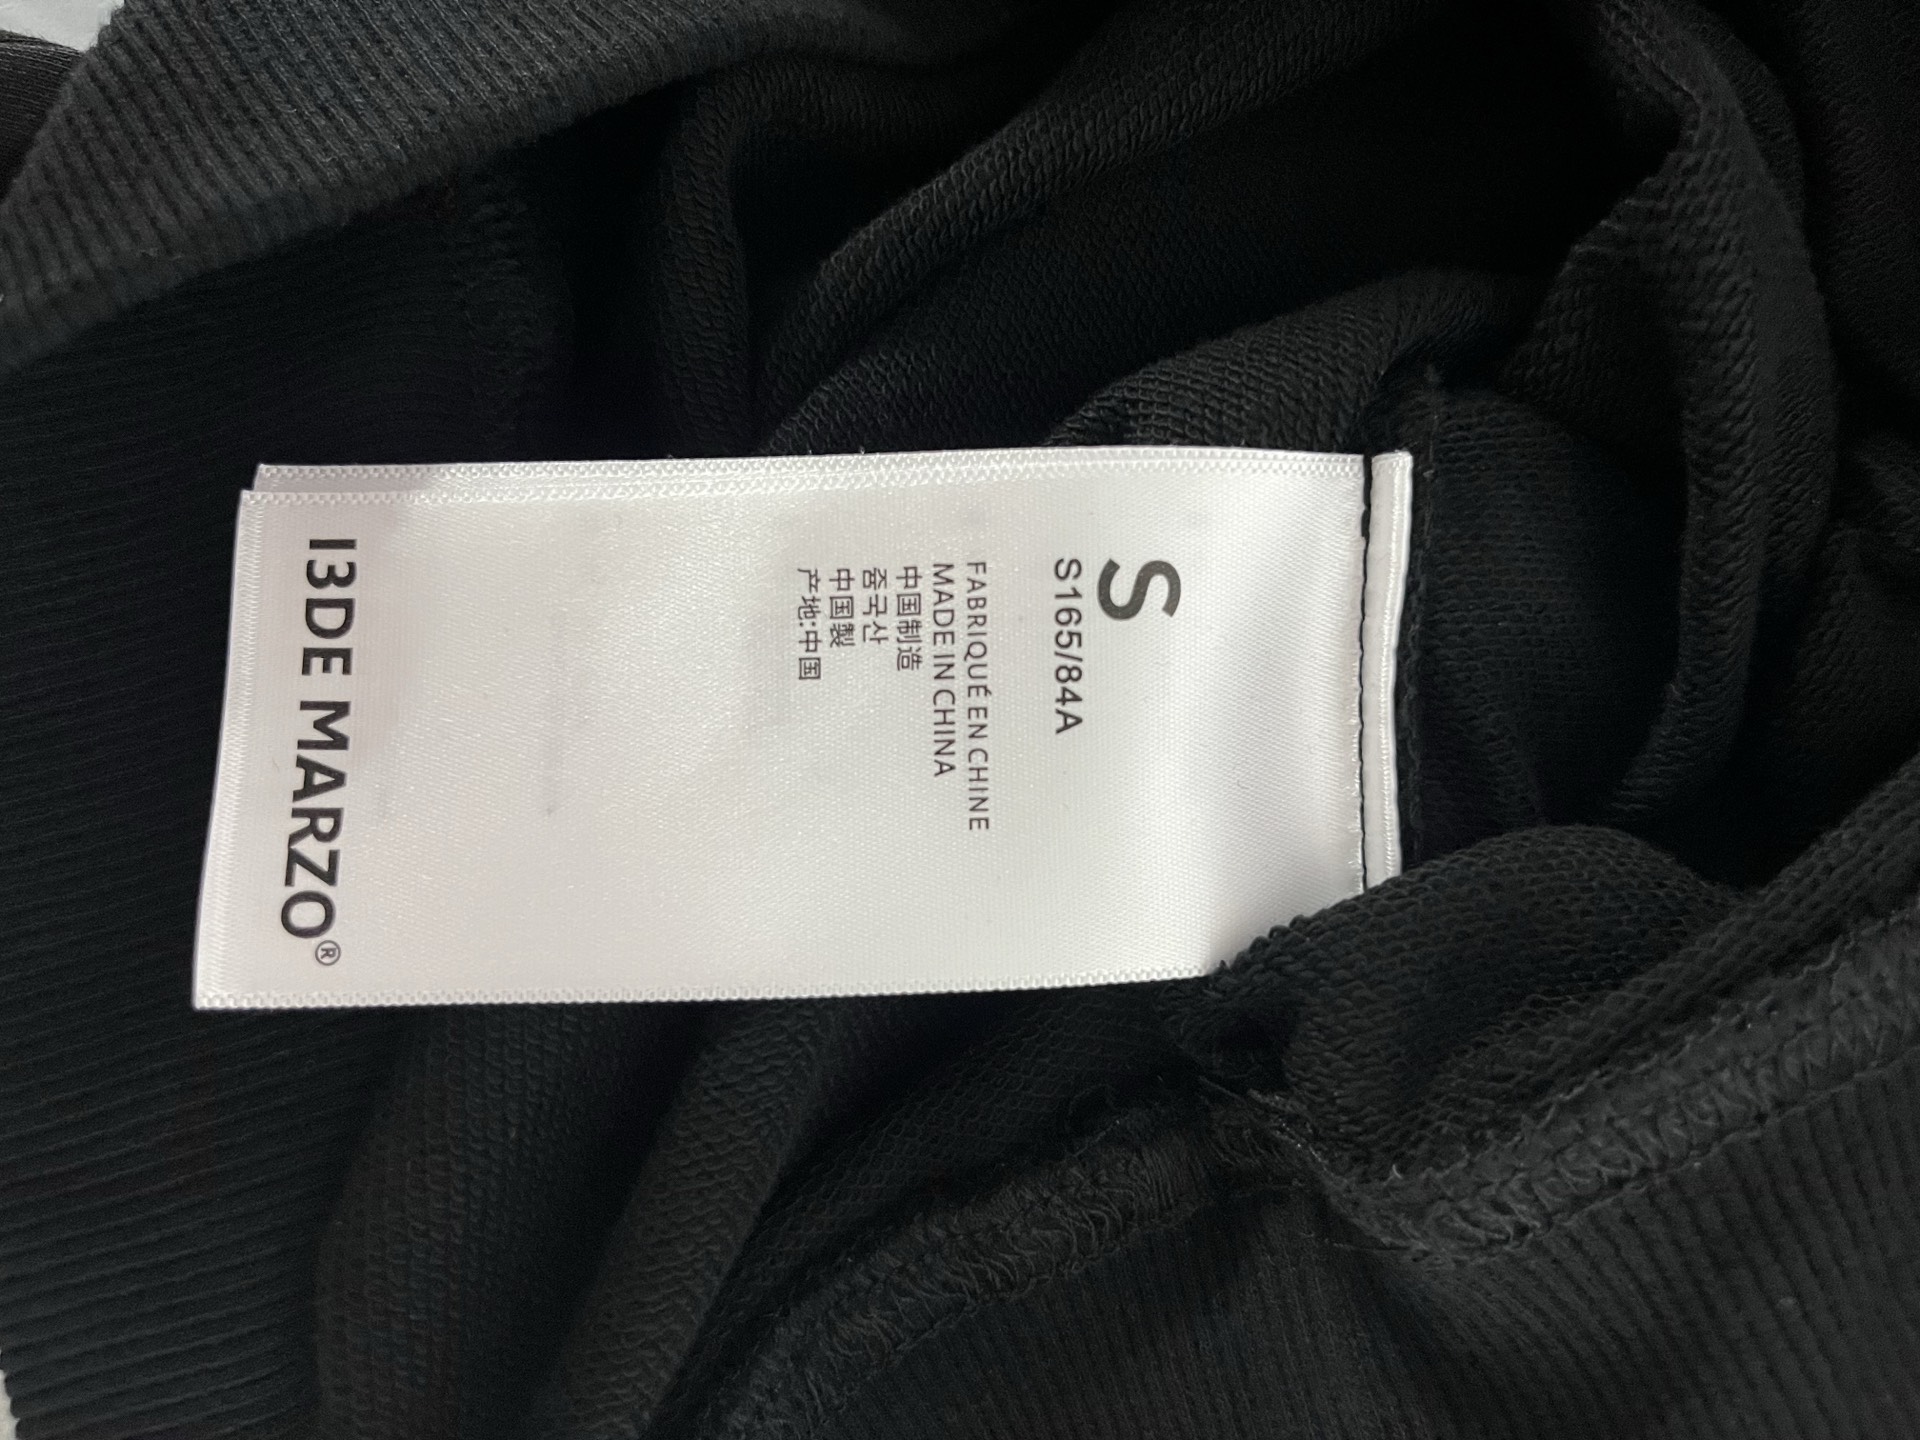 S
S165/84A
FABRIQUÉ EN CHINE
MADE IN CHINA
中国制造
중국산
中国製
产地:中国
13DE MARZO®